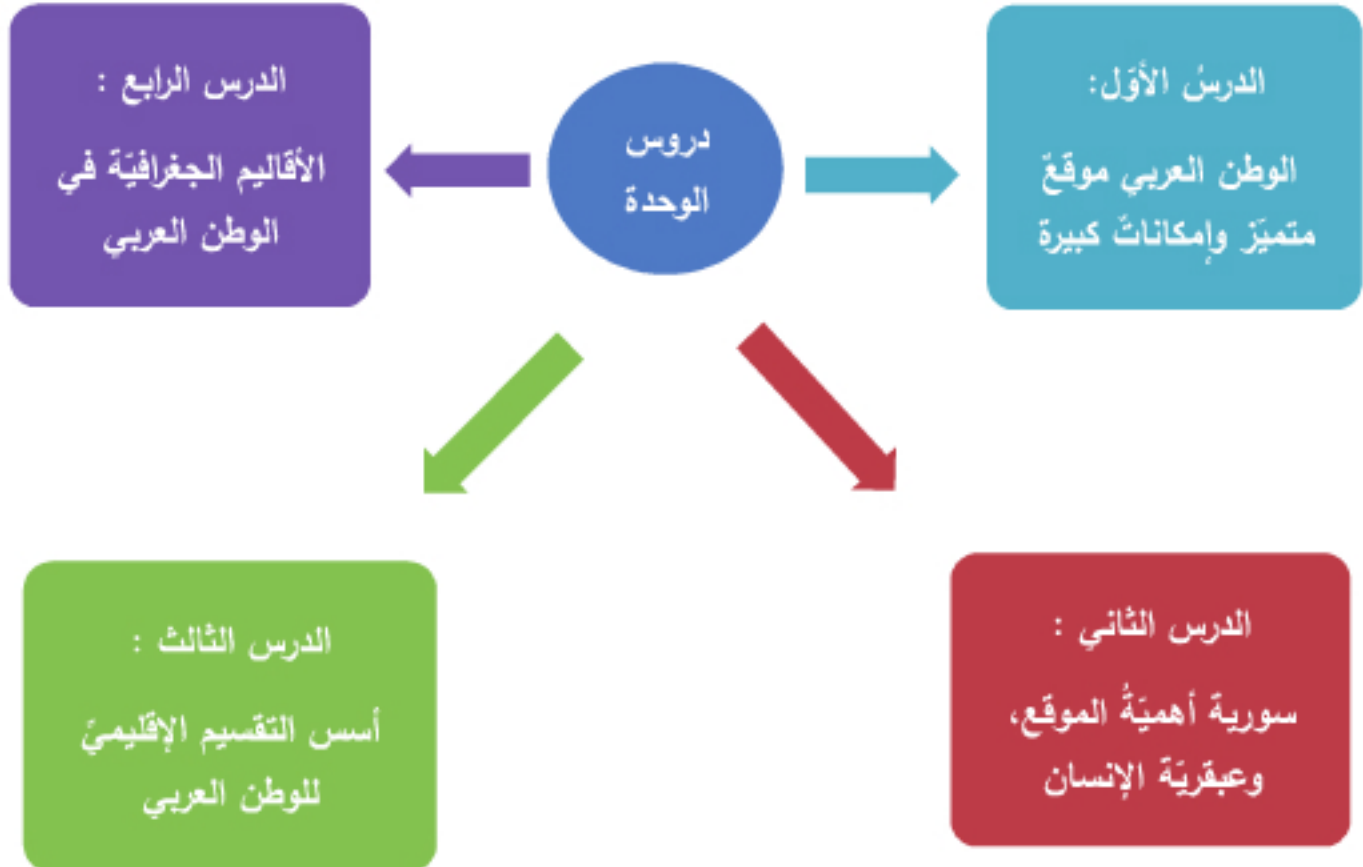 دروس
الوحدة
الدرسُ الأوّل:
الوطن العربي موقعٌ
متميّز وإمكاناتٌ كبيرة
الدرس الثاني :
سورية أهميّةُ الموقع،
وعبقريّة الإنسان
الدرس الثالث :
أسس التقسيم الإقليميّ
للوطن العربي
الدرس الرابع :
الأقاليم الجغرافيّة في
الوطن العربي